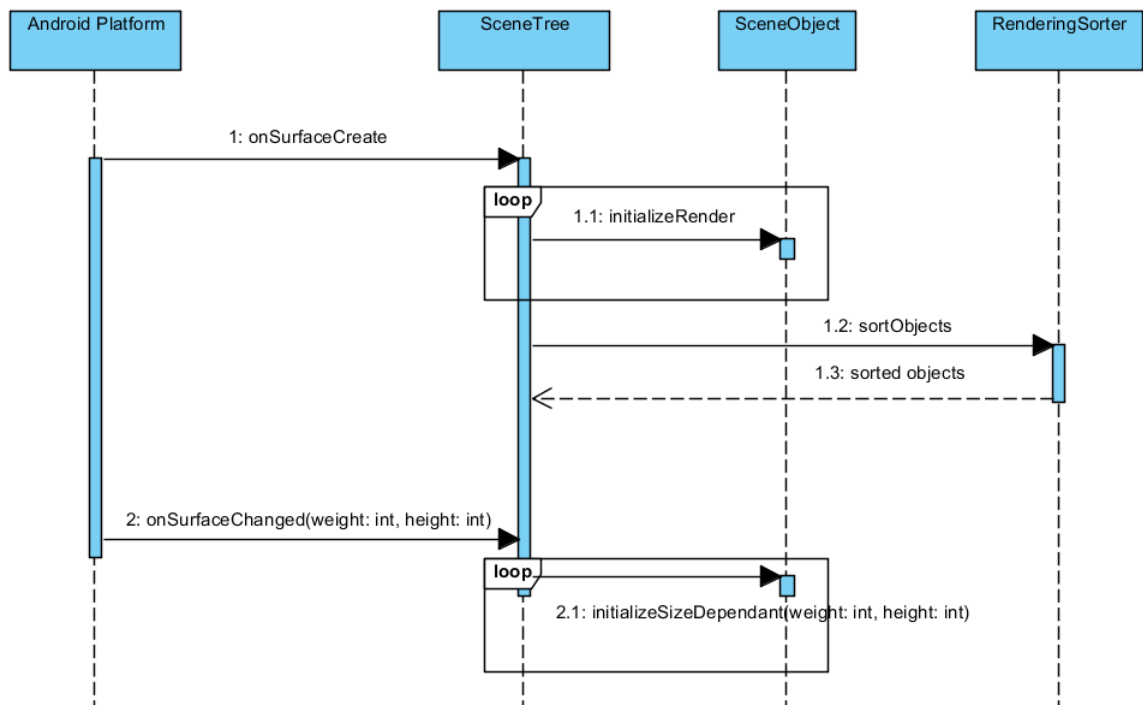 Android Platform
SceneTree
SceneObject
RenderingSorter
1: onSurfaceCreate
loop
1.1: initializeRender
1.2: sortObjects
1.3: sorted objects
2: onSurfaceChanged(weight: int, height: int)
loop
2.1: initializeSizeDependant(weight: int, height: int)